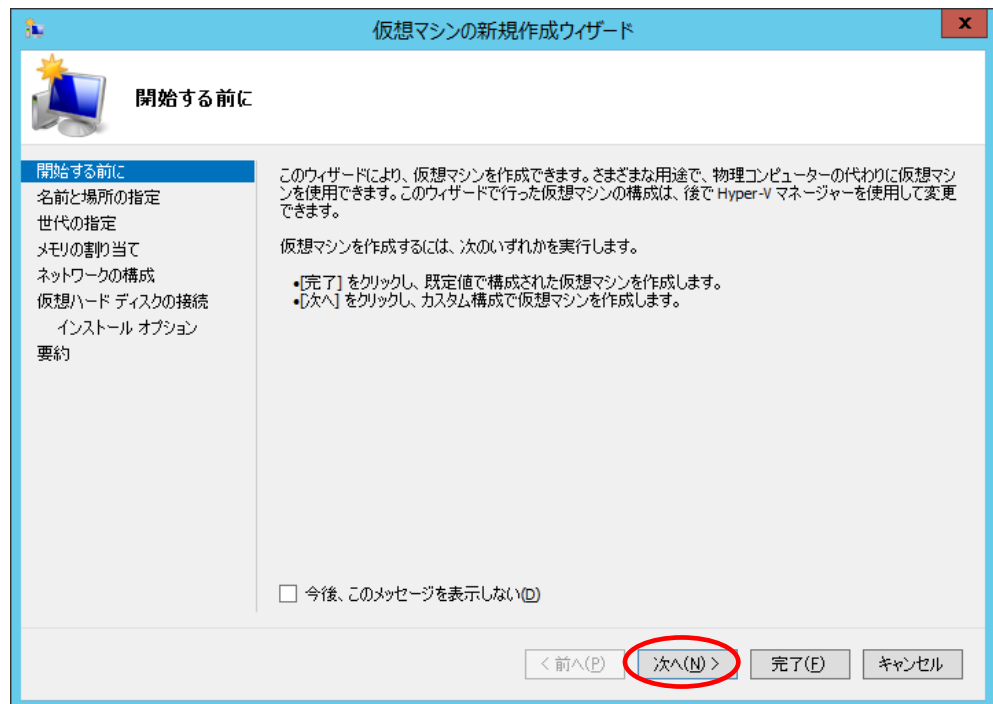 仮想マシンの新規作成ウィザード
x
開始する前に
開始する前に
名前と場所の指定
世代の指定
メモリの割り当て
ネットワークの構成
仮想ハード ディスクの接続
インストール オプション
要約
このウィザードにより、仮想マシンを作成できます。さまざまな用途で、物理コンピューターの代わりに仮想マシ
ンを使用できます。このウィザードで行った仮想マシンの構成は、後で Hyper-V マネージャーを使用して変更
できます。
仮想マシンを作成するには、次のいずれかを実行します。
•[完了] をクリックし、既定値で構成された仮想マシンを作成します。
•[次へ] をクリックし、カスタム構成で仮想マシンを作成します。
今後、このメッセージを表示しない(D)
< 前へ(P) 次へ(N) > 完了(F) キャンセル